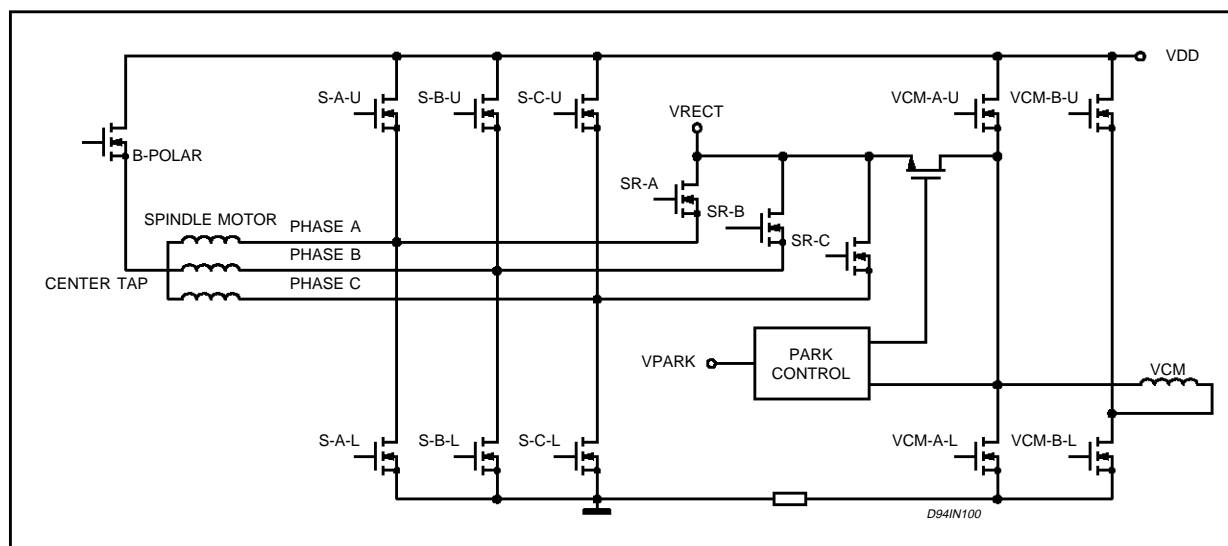 VDD
S-A-U
S-B-U
S-C-U
VCM-A-U
VCM-B-U
VRECT
B-POLAR
SR-A
SR-B
SR-C
SPINDLE MOTOR
PHASE A
PHASE B
PHASE C
CENTER TAP
VPARK
PARK
CONTROL
VCM
S-A-L
S-B-L
S-C-L
VCM-A-L
VCM-B-L
D94IN100